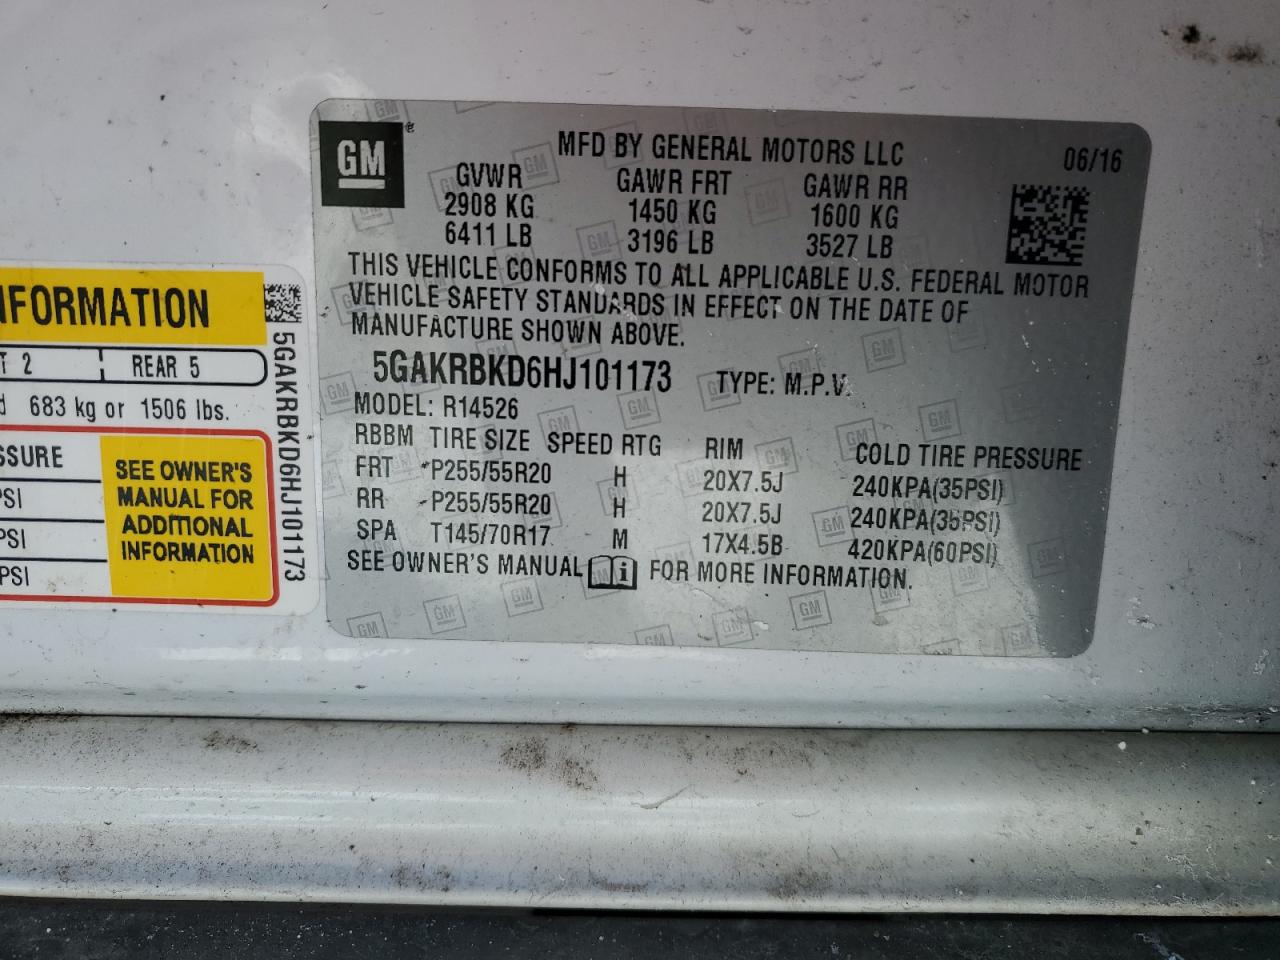 GM
MFD BY GENERAL MOTORS LLC 06/16
GVWR GAWR FRT GAWR RR
2908 KG 1450 KG 1600 KG
6411 LB 3196 LB 3527 LB
THIS VEHICLE CONFORMS TO ALL APPLICABLE U.S. FEDERAL MOTOR
VEHICLE SAFETY STANDARDS IN EFFECT ON THE DATE OF
MANUFACTURE SHOWN ABOVE.
5GAKRBKD6HJ101173 TYPE: M.P.V.
MODEL: R14526
RBBM TIRE SIZE SPEED RTG RIM COLD TIRE PRESSURE
FRT P255/55R20 H 20X7.5J 240KPA(35PSI)
RR P255/55R20 H 20X7.5J 240KPA(35PSI)
SPA T145/70R17 M 17X4.5B 420KPA(60PSI)
SEE OWNER'S MANUAL i FOR MORE INFORMATION.
NFORMATION
T 2 REAR 5
d 683 kg or 1506 lbs.
SSURE
PSI
PSI
PSI
SEE OWNER'S
MANUAL FOR
ADDITIONAL
INFORMATION
5GAKRBKD6HJ101173